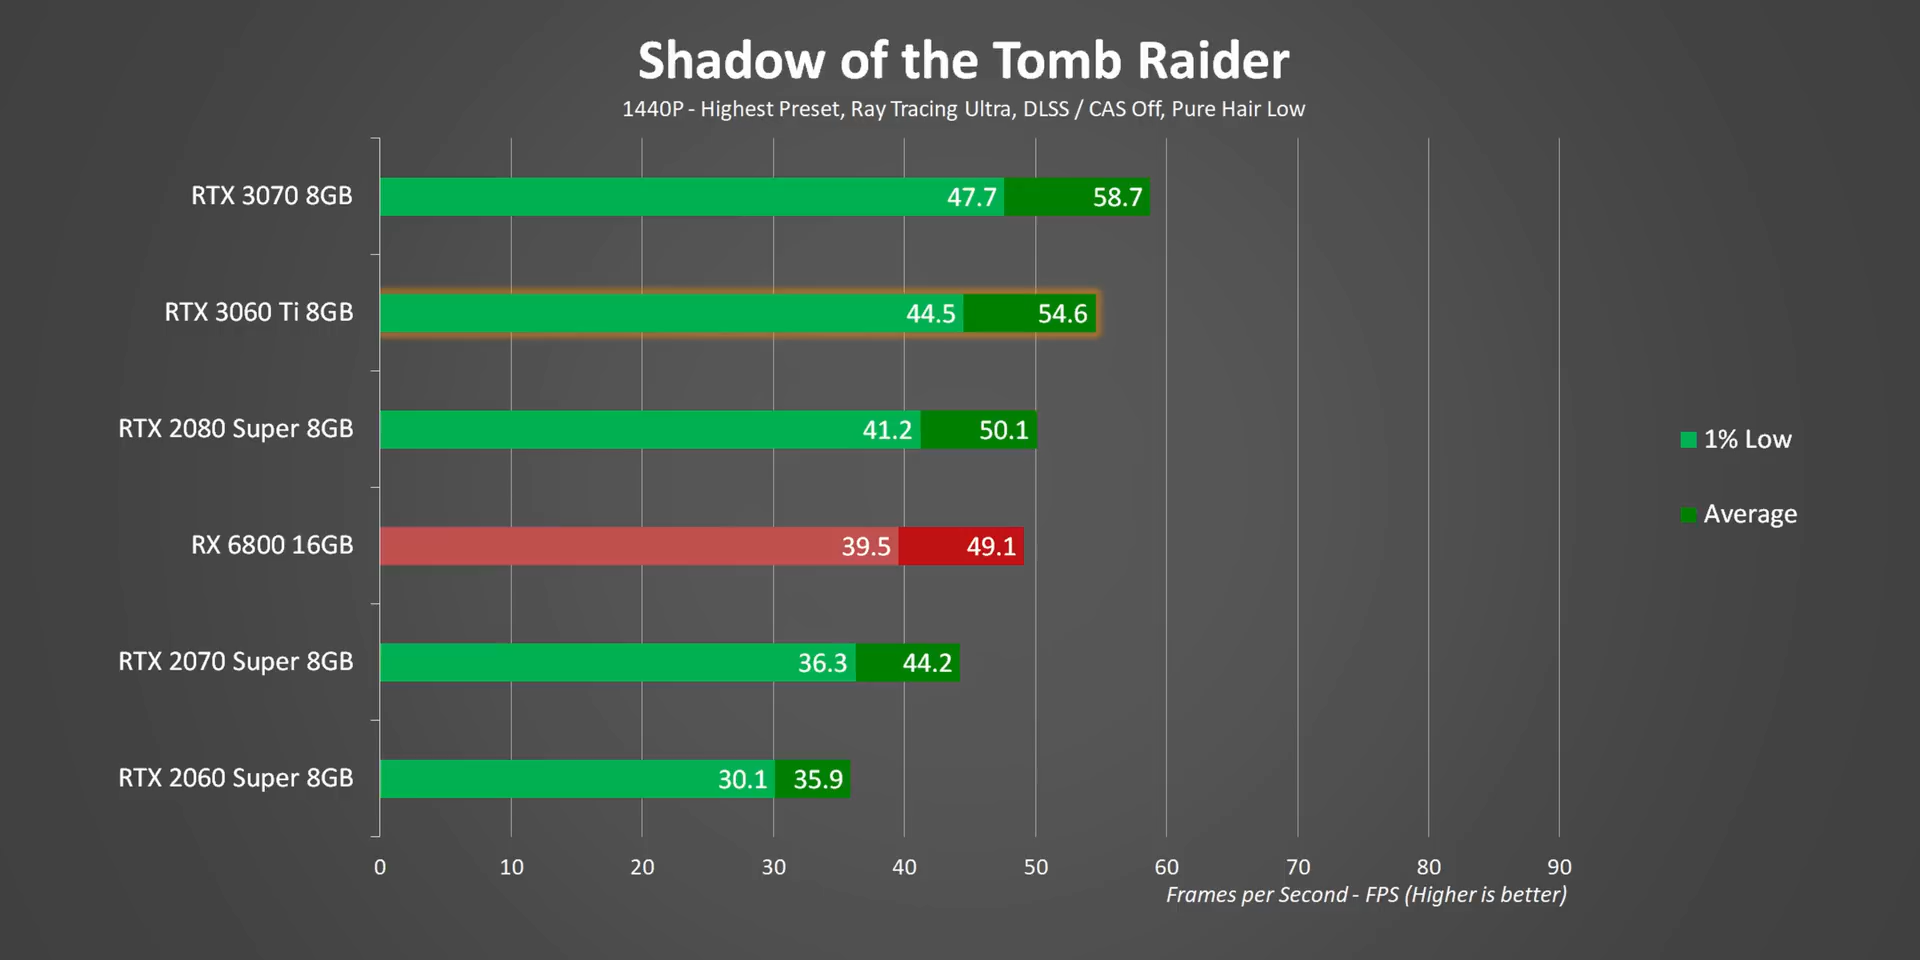 Shadow of the Tomb Raider
1440P - Highest Preset, Ray Tracing Ultra, DLSS / CAS Off, Pure Hair Low
RTX 3070 8GB 47.7 58.7
RTX 3060 Ti 8GB 44.5 54.6
RTX 2080 Super 8GB 41.2 50.1
1% Low
Average
RX 6800 16GB 39.5 49.1
RTX 2070 Super 8GB 36.3 44.2
RTX 2060 Super 8GB 30.1 35.9
0 10 20 30 40 50 60 70 80 90
Frames per Second - FPS (Higher is better)